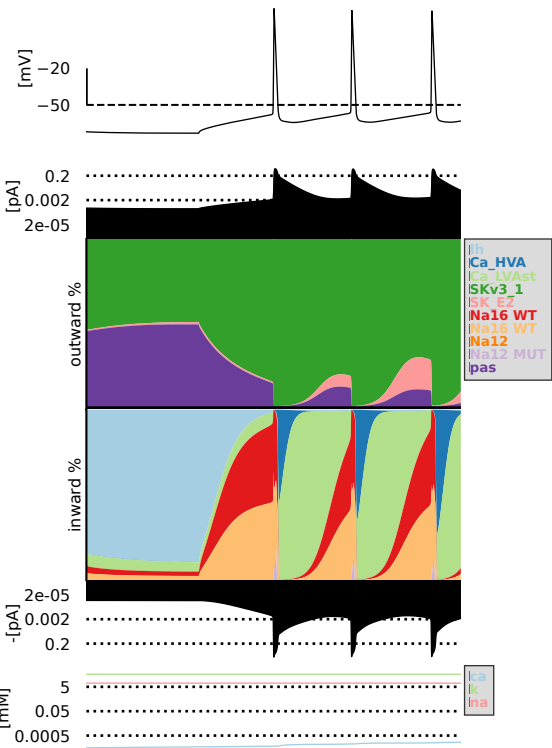 [mV]
−20
−50
[pA]
0.2
0.002
2e-05
outward %
Ih
Ca_HVA
Ca_LVAst
SKv3_1
SK_E2
Na16 WT
Na16 WT
Na12
Na12 MUT
pas
inward %
-[pA]
2e-05
0.002
0.2
[mM]
5
0.05
0.0005
ca
k
na